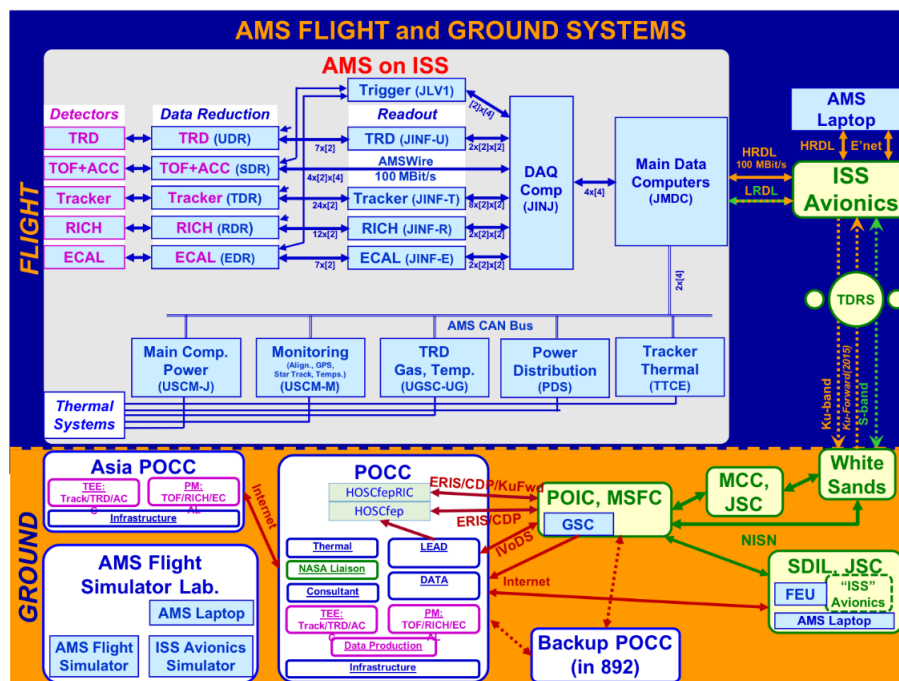 AMS FLIGHT and GROUND SYSTEMS
AMS on ISS
FLIGHT
Detectors
Data Reduction
Readout
Trigger (JLV1)
[2]x[4]
TRD
TRD (UDR)
7x[2]
TRD (JINF-U)
2x[2]x[2]
TOF+ACC
TOF+ACC (SDR)
4x[2]x[4]
AMSWire
100 MBit/s
Tracker
Tracker (TDR)
24x[2]
Tracker (JINF-T)
8x[2]x[2]
RICH
RICH (RDR)
12x[2]
RICH (JINF-R)
2x[2]x[2]
ECAL
ECAL (EDR)
7x[2]
ECAL (JINF-E)
2x[2]x[2]
DAQ
Comp
(JINJ)
4x[4]
Main Data
Computers
(JMDC)
2x[4]
HRDL
100 MBit/s
LRDL
AMS
Laptop
HRDL
E'net
ISS
Avionics
TDRS
Ku-band
Ku-Forward(2015)
S-band
AMS CAN Bus
Main Comp.
Power
(USCM-J)
Monitoring
(Align., GPS,
Star Track, Temps.)
(USCM-M)
TRD
Gas, Temp.
(UGSC-UG)
Power
Distribution
(PDS)
Tracker
Thermal
(TTCE)
Thermal
Systems
GROUND
Asia POCC
TEE:
Track/TRD/AC
C
PM:
TOF/RICH/EC
AL
Infrastructure
Internet
AMS Flight
Simulator Lab.
AMS Laptop
AMS Flight
Simulator
ISS Avionics
Simulator
POCC
HOSCfepRIC
HOSCfep
Thermal
LEAD
NASA Liaison
Consultant
DATA
TEE:
Track/TRD/AC
C
PM:
TOF/RICH/EC
AL
Data Production
Infrastructure
ERIS/CDP/KuFwd
ERIS/CDP
IVoDS
Internet
POIC, MSFC
GSC
MCC,
JSC
White
Sands
NISN
SDIL, JSC
FEU
"ISS"
Avionics
AMS Laptop
Backup POCC
(in 892)